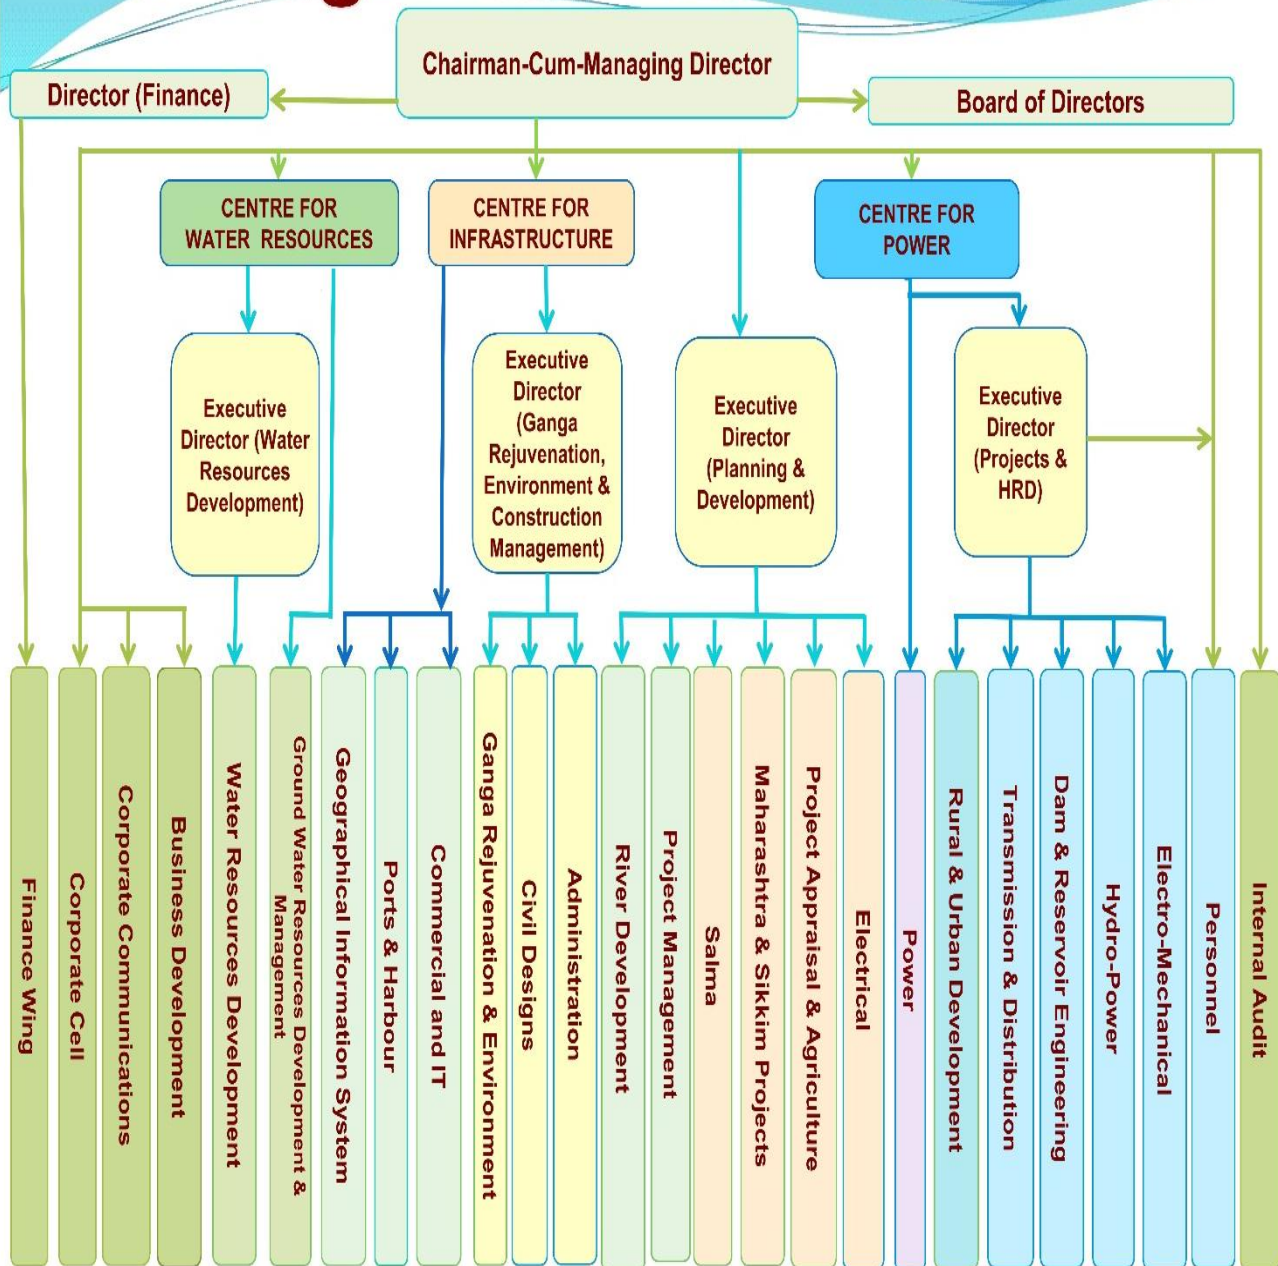 Chairman-Cum-Managing Director
Director (Finance)
Board of Directors
CENTRE FOR
WATER RESOURCES
CENTRE FOR
INFRASTRUCTURE
CENTRE FOR
POWER
Executive
Director (Water
Resources
Development)
Executive
Director
(Ganga
Rejuvenation,
Environment &
Construction
Management)
Executive
Director
(Planning &
Development)
Executive
Director
(Projects &
HRD)
Finance Wing
Corporate Cell
Corporate Communications
Business Development
Water Resources Development
Ground Water Resources Development &
Management
Geographical Information System
Ports & Harbour
Commercial and IT
Ganga Rejuvenation & Environment
Civil Designs
Administration
River Development
Project Management
Salma
Maharashtra & Sikkim Projects
Project Appraisal & Agriculture
Electrical
Power
Rural & Urban Development
Transmission & Distribution
Dam & Reservoir Engineering
Hydro-Power
Electro-Mechanical
Personnel
Internal Audit